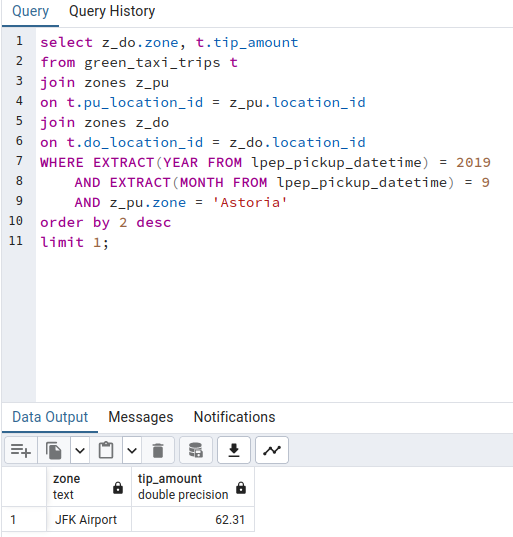 Query Query History
1 select z_do.zone, t.tip_amount
2 from green_taxi_trips t
3 join zones z_pu
4 on t.pu_location_id = z_pu.location_id
5 join zones z_do
6 on t.do_location_id = z_do.location_id
7 WHERE EXTRACT(YEAR FROM lpep_pickup_datetime) = 2019
8 AND EXTRACT(MONTH FROM lpep_pickup_datetime) = 9
9 AND z_pu.zone = 'Astoria'
10 order by 2 desc
11 limit 1;
Data Output Messages Notifications
zone tip_amount
text double precision
1 JFK Airport 62.31